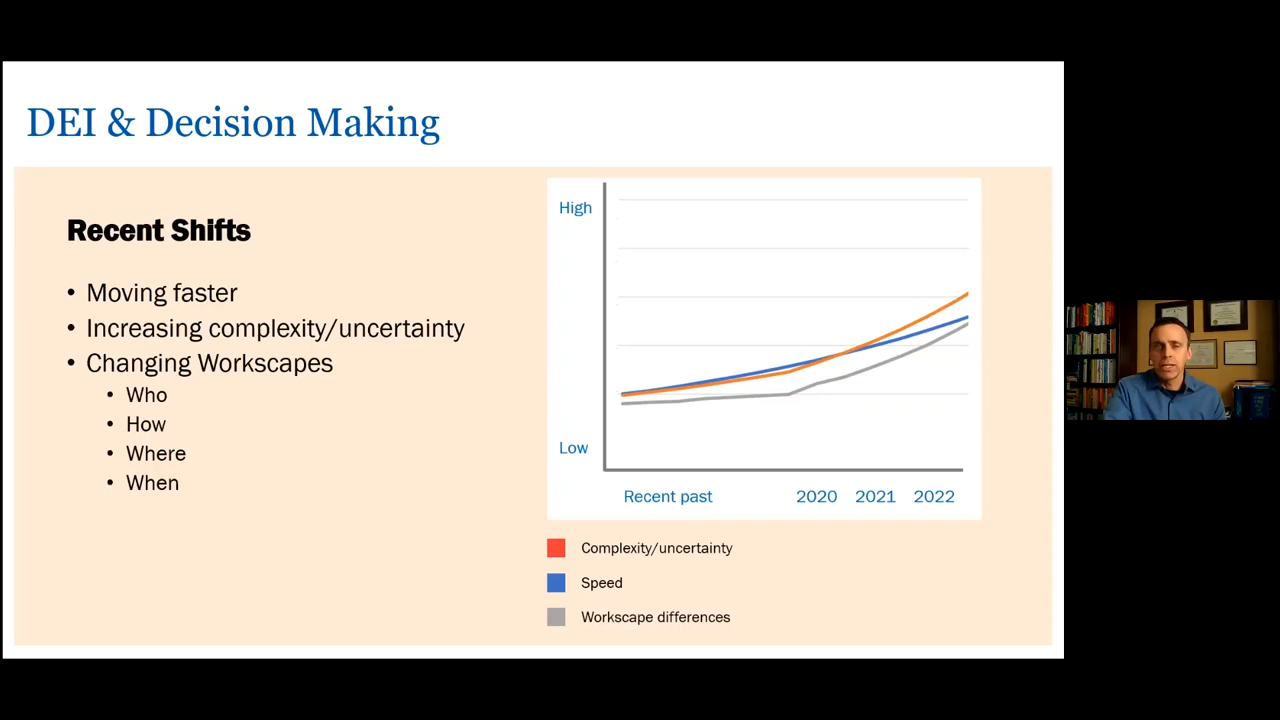 DEI & Decision Making
Recent Shifts
• Moving faster
• Increasing complexity/uncertainty
• Changing Workscapes
• Who
• How
• Where
• When
High
Low
Recent past 2020 2021 2022
Complexity/uncertainty
Speed
Workscape differences